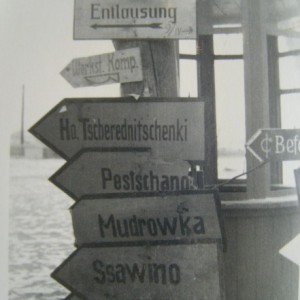 Entlausung
Werkst. Komp.
Ho. Tscherednitschenki
Pestschano
Mudrowka
Ssawino